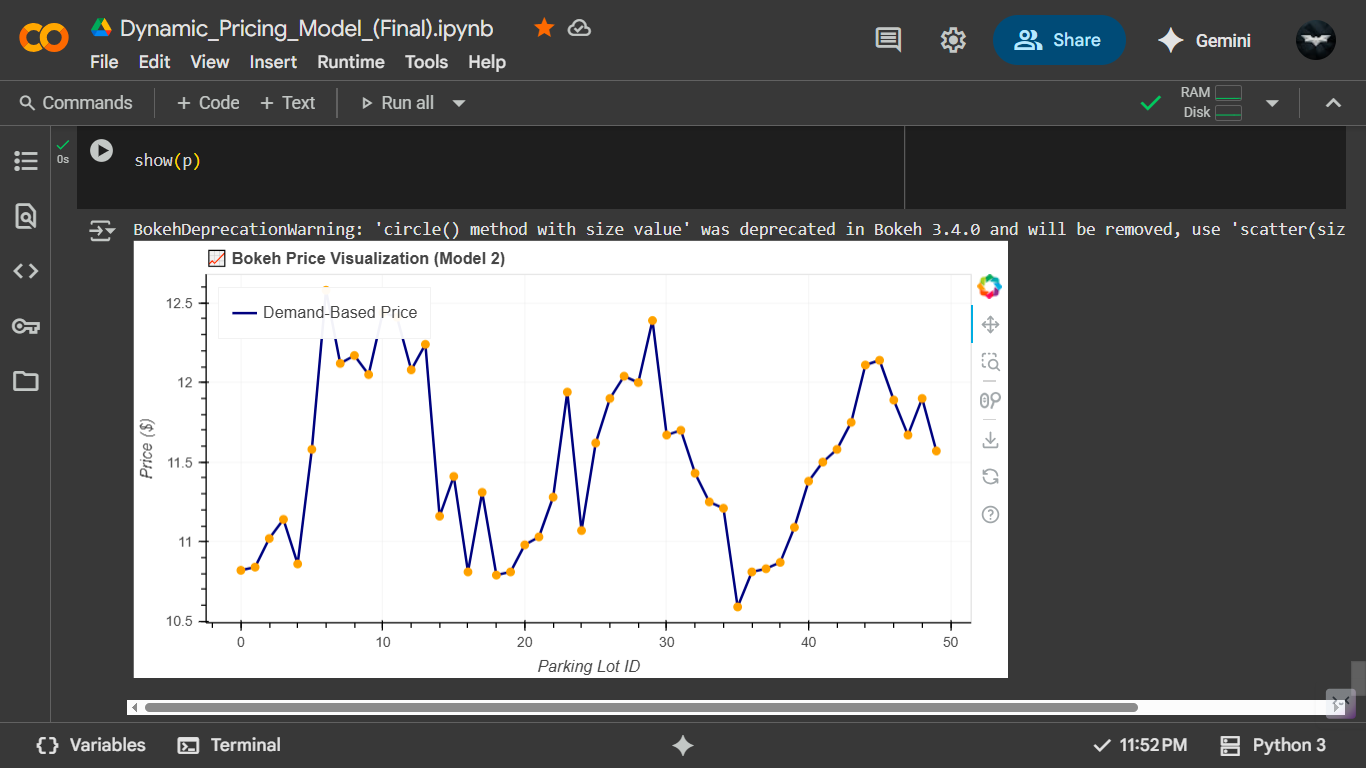 Dynamic_Pricing_Model_(Final).ipynb
File Edit View Insert Runtime Tools Help
Share
Gemini
Commands + Code + Text Run all
RAM
Disk
0s
show(p)
BokehDeprecationWarning: 'circle() method with size value' was deprecated in Bokeh 3.4.0 and will be removed, use 'scatter(siz
Bokeh Price Visualization (Model 2)
Demand-Based Price
12.5
12
11.5
11
10.5
Price ($)
0 10 20 30 40 50
Parking Lot ID
{} Variables Terminal 11:52 PM Python 3